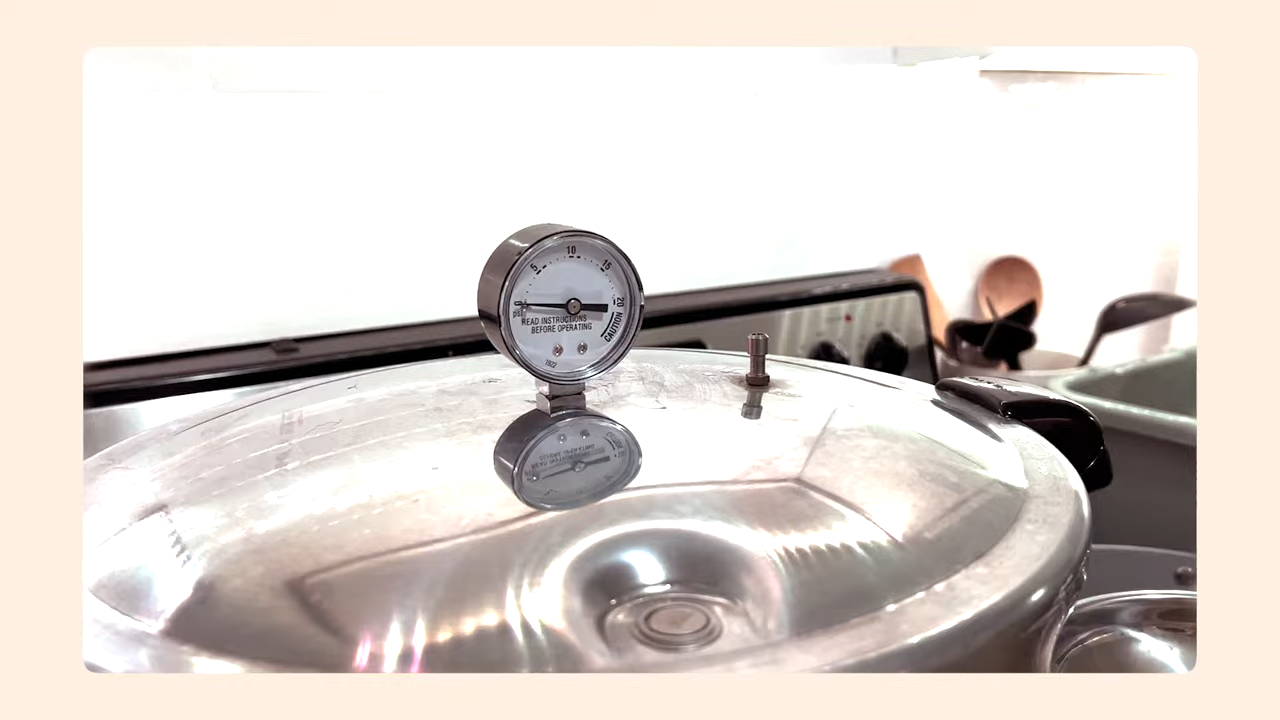 10
5 15
0 20
psi
READ INSTRUCTIONS
BEFORE OPERATING
CAUTION
1922